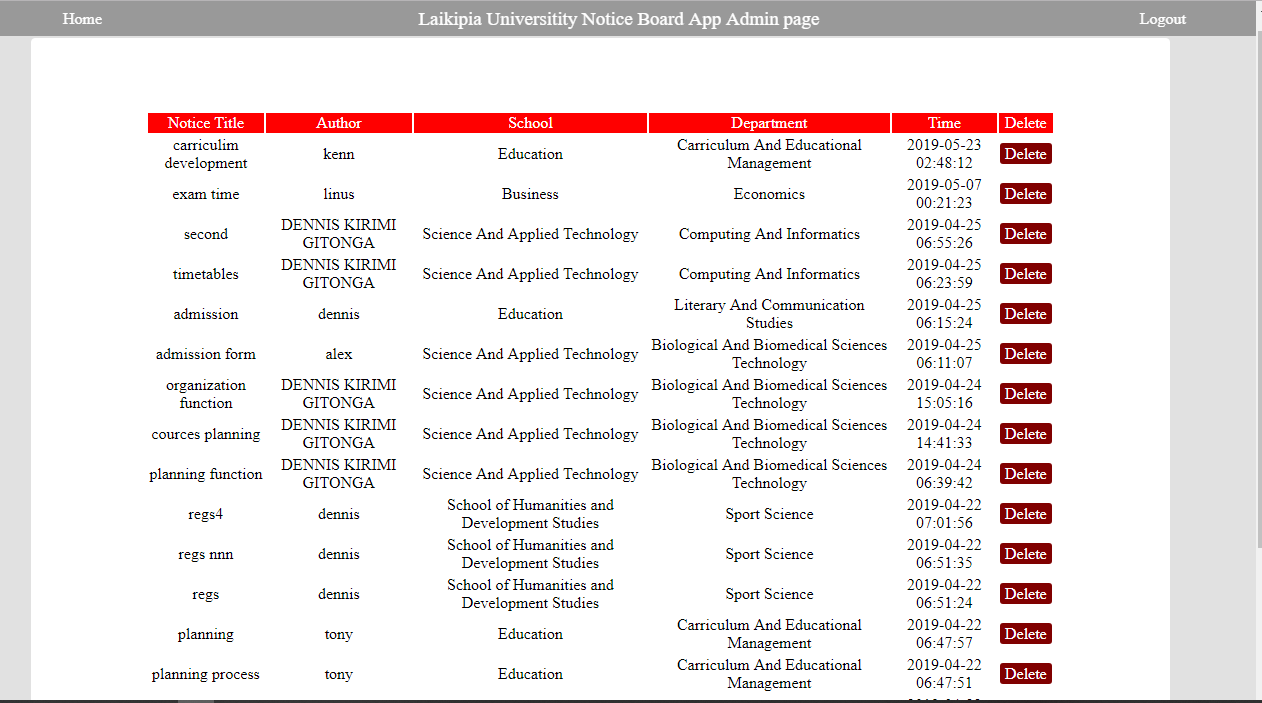 Home Laikipia Universitity Notice Board App Admin page Logout
Notice Title Author School Department Time Delete
carriculim development kenn Education Carriculum And Educational Management 2019-05-23 02:48:12 Delete
exam time linus Business Economics 2019-05-07 00:21:23 Delete
second DENNIS KIRIMI GITONGA Science And Applied Technology Computing And Informatics 2019-04-25 06:55:26 Delete
timetables DENNIS KIRIMI GITONGA Science And Applied Technology Computing And Informatics 2019-04-25 06:23:59 Delete
admission dennis Education Literary And Communication Studies 2019-04-25 06:15:24 Delete
admission form alex Science And Applied Technology Biological And Biomedical Sciences Technology 2019-04-25 06:11:07 Delete
organization function DENNIS KIRIMI GITONGA Science And Applied Technology Biological And Biomedical Sciences Technology 2019-04-24 15:05:16 Delete
cources planning DENNIS KIRIMI GITONGA Science And Applied Technology Biological And Biomedical Sciences Technology 2019-04-24 14:41:33 Delete
planning function DENNIS KIRIMI GITONGA Science And Applied Technology Biological And Biomedical Sciences Technology 2019-04-24 06:39:42 Delete
regs4 dennis School of Humanities and Development Studies Sport Science 2019-04-22 07:01:56 Delete
regs nnn dennis School of Humanities and Development Studies Sport Science 2019-04-22 06:51:35 Delete
regs dennis School of Humanities and Development Studies Sport Science 2019-04-22 06:51:24 Delete
planning tony Education Carriculum And Educational Management 2019-04-22 06:47:57 Delete
planning process tony Education Carriculum And Educational Management 2019-04-22 06:47:51 Delete